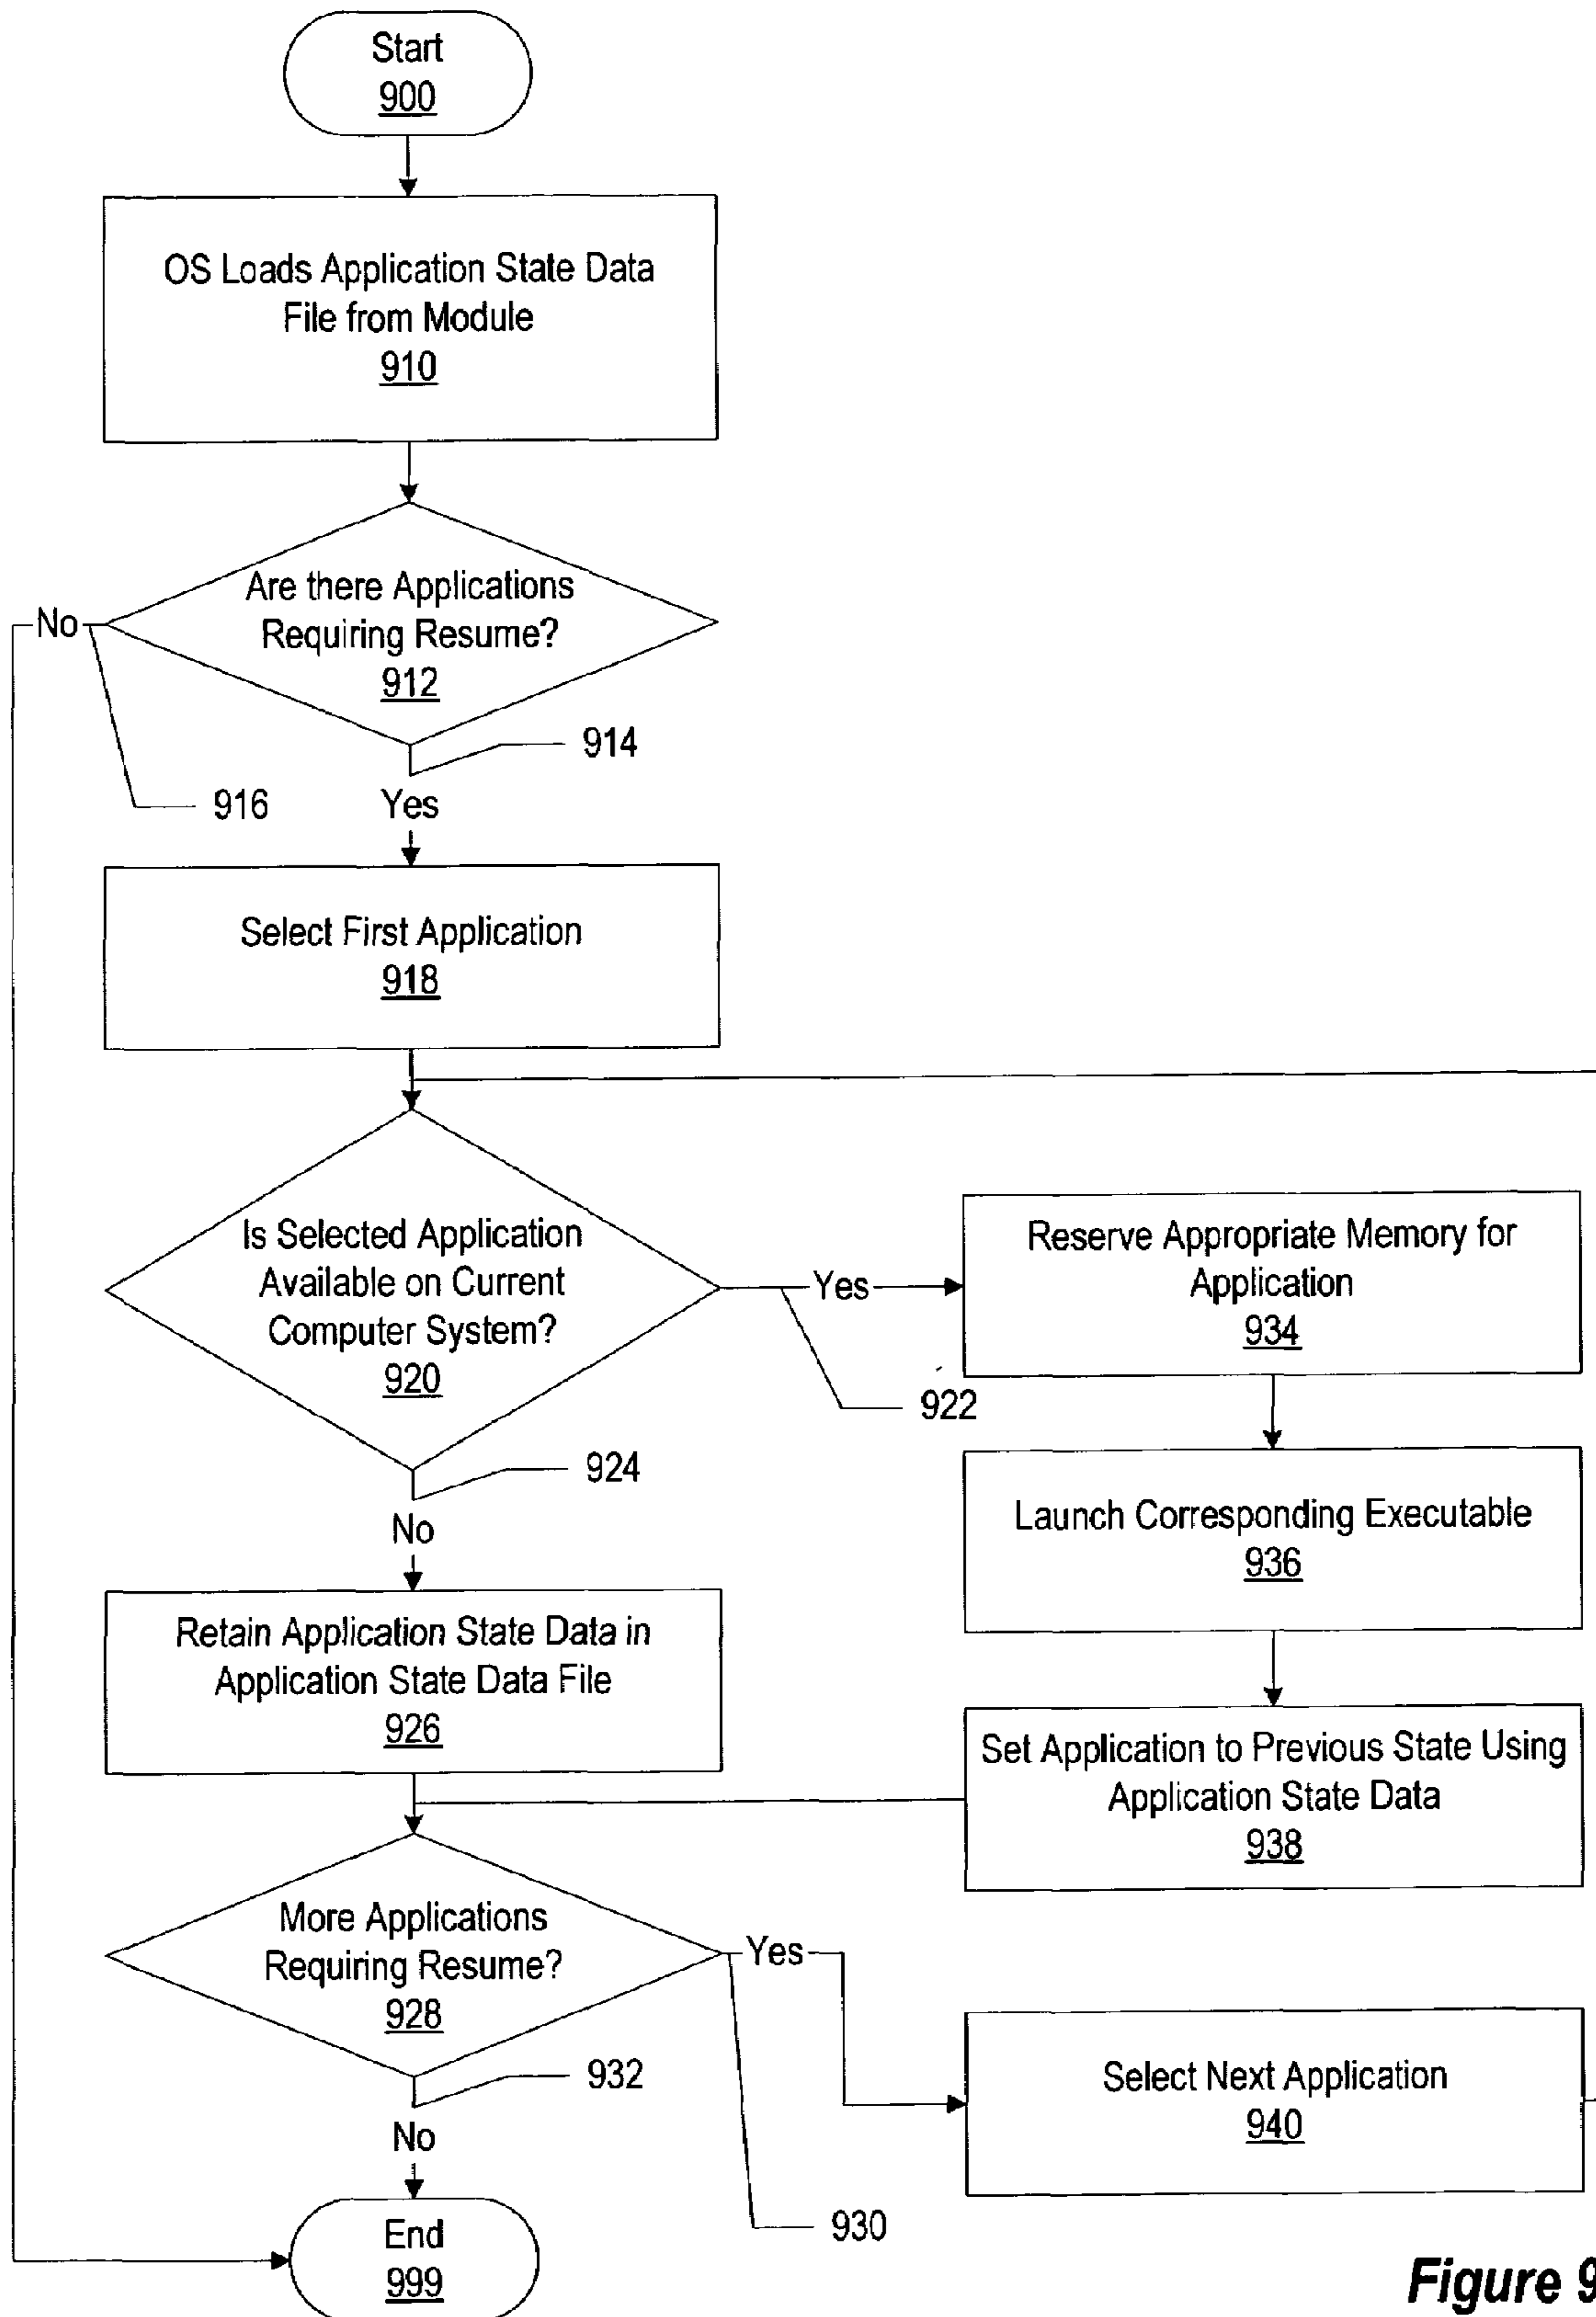 Start
900
OS Loads Application State Data
File from Module
910
Are there Applications
Requiring Resume?
912
No
914
916
Yes
Select First Application
918
Is Selected Application
Available on Current
Computer System?
920
Yes
922
Reserve Appropriate Memory for
Application
934
924
No
Launch Corresponding Executable
936
Retain Application State Data in
Application State Data File
926
Set Application to Previous State Using
Application State Data
938
More Applications
Requiring Resume?
928
Yes
932
No
Select Next Application
940
930
End
999
Figure 9